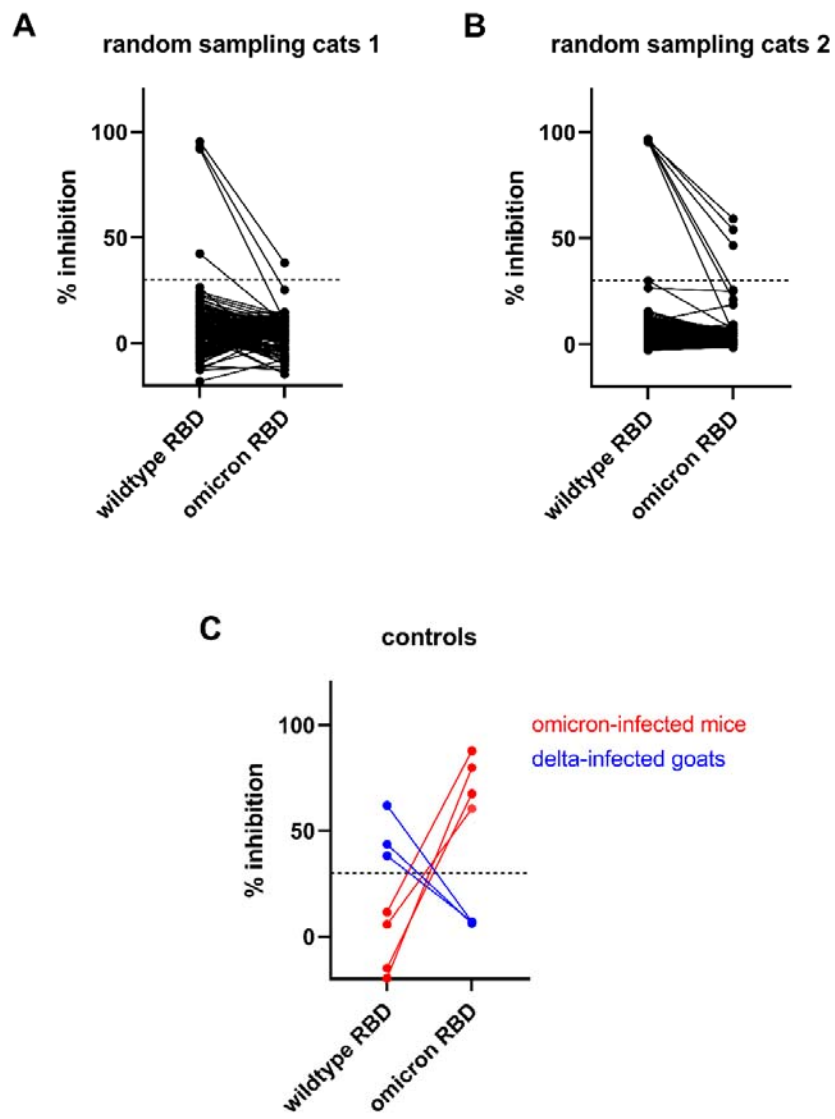 A
random sampling cats 1
% inhibition
100
50
0
wildtype RBD
omicron RBD
B
random sampling cats 2
% inhibition
100
50
0
wildtype RBD
omicron RBD
C
controls
% inhibition
100
50
0
wildtype RBD
omicron RBD
omicron-infected mice
delta-infected goats